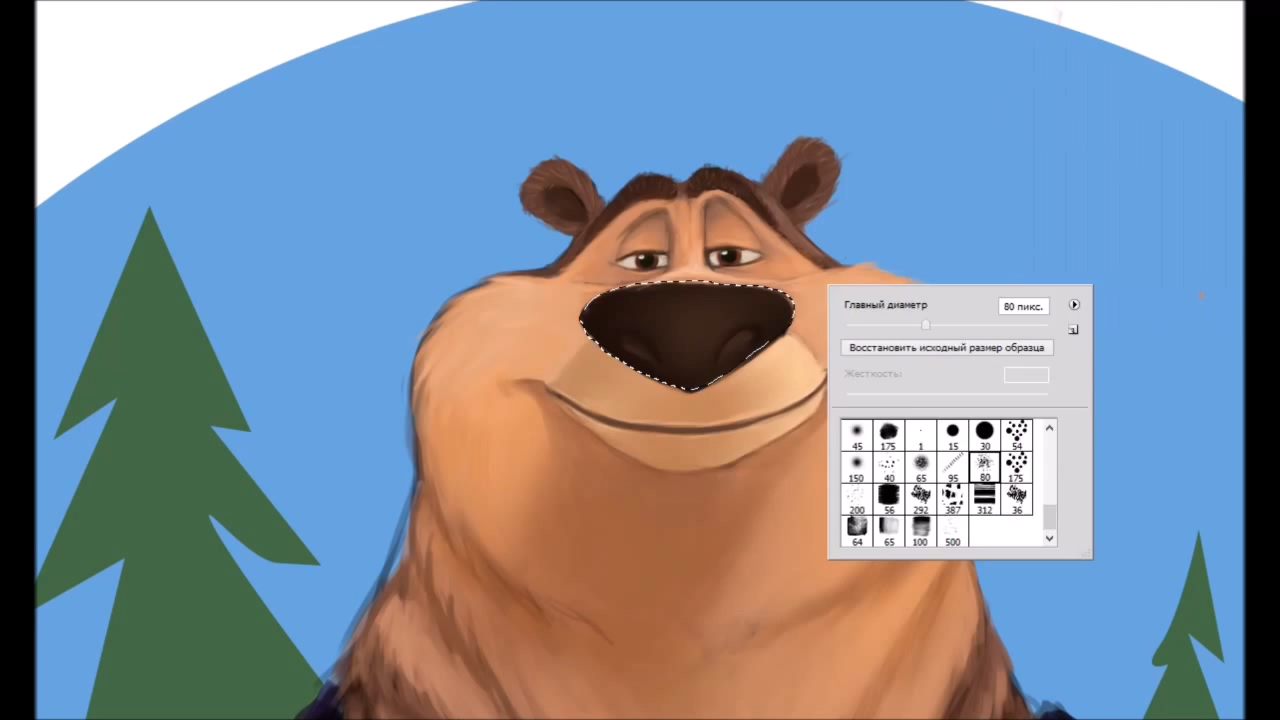 Главный диаметр
80 пикс.
Восстановить исходный размер образца
Жесткость:
45 175 1 15 30 54
150 40 65 95 80 175
200 56 292 387 312 36
64 65 100 500